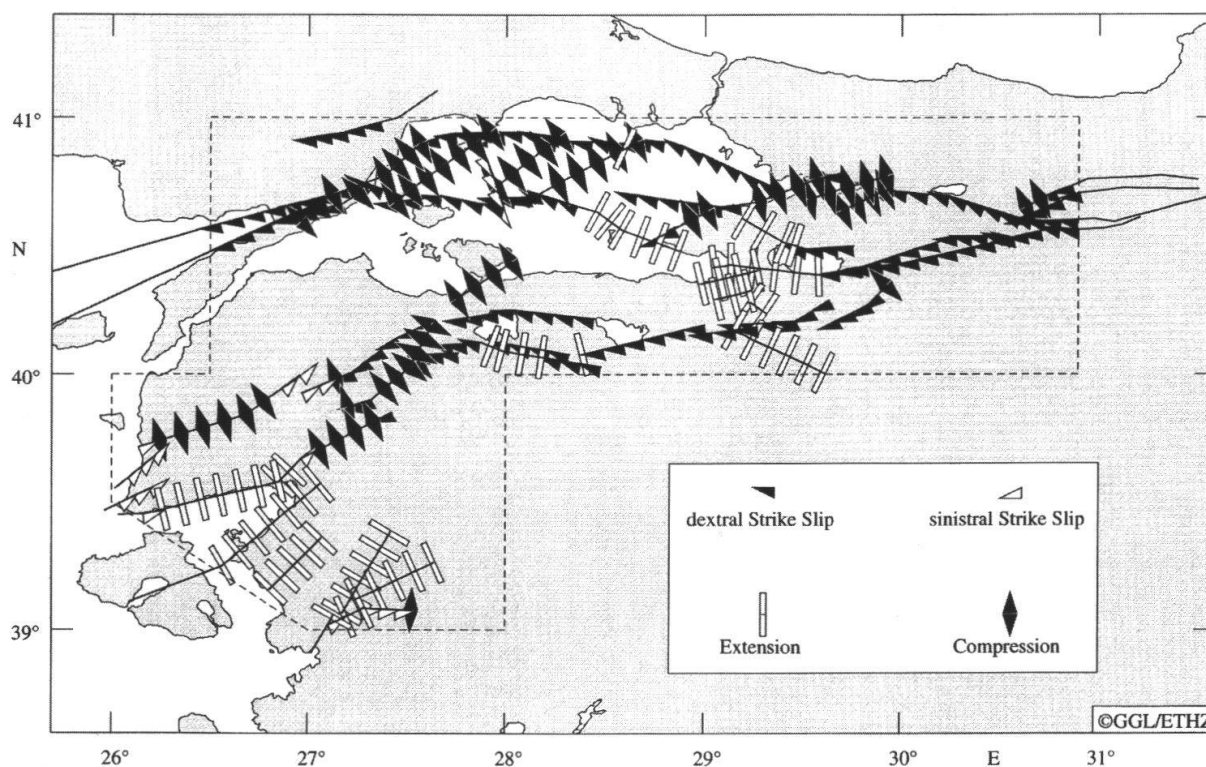 41°
N
40°
39°
dextral Strike Slip
sinistral Strike Slip
Extension
Compression
©GGL/ETHZ
26°
27°
28°
29°
30°
E
31°